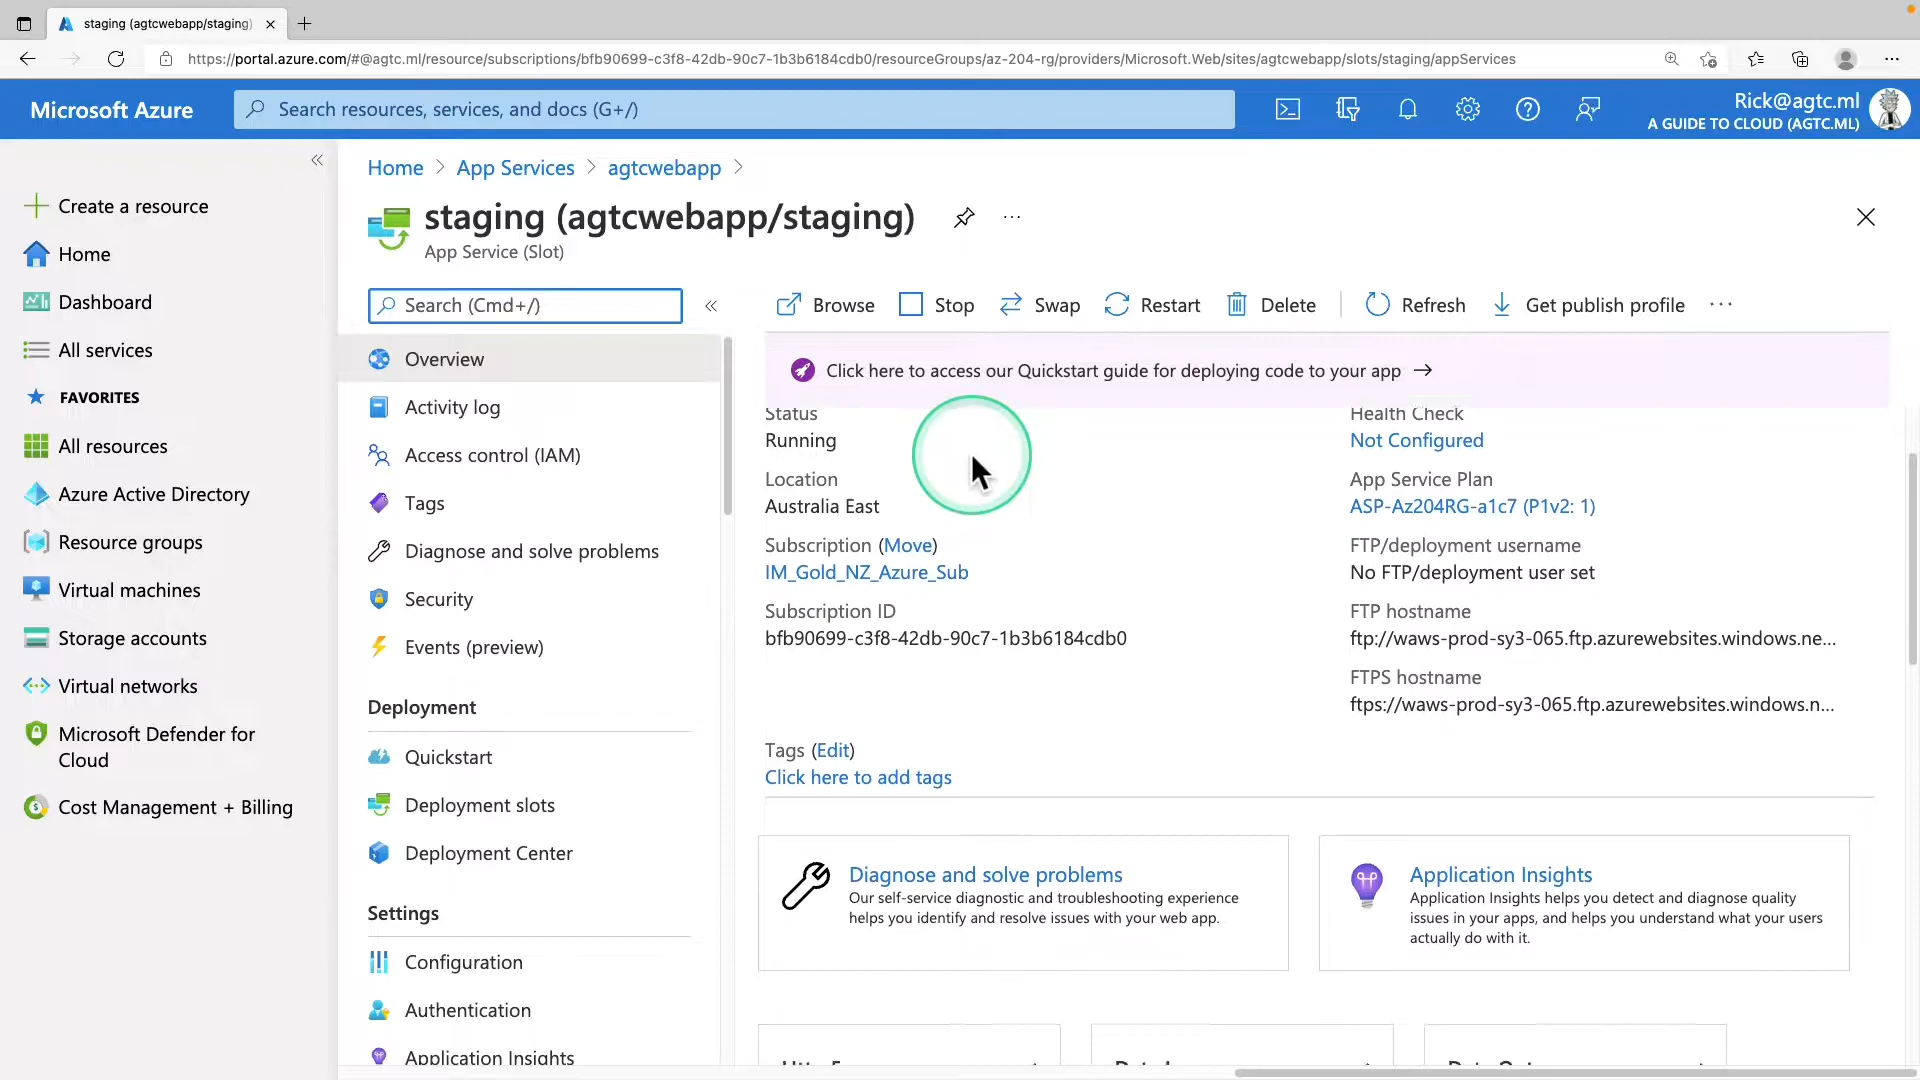 staging (agtcwebapp/staging)
https://portal.azure.com/#@agtc.ml/resource/subscriptions/bfb90699-c3f8-42db-90c7-1b3b6184cdb0/resourceGroups/az-204-rg/providers/Microsoft.Web/sites/agtcwebapp/slots/staging/appServices
Microsoft Azure
Search resources, services, and docs (G+/)
Rick@agtc.ml
A GUIDE TO CLOUD (AGTC.ML)
Create a resource
Home
Dashboard
All services
FAVORITES
All resources
Azure Active Directory
Resource groups
Virtual machines
Storage accounts
Virtual networks
Microsoft Defender for
Cloud
Cost Management + Billing
Home > App Services > agtcwebapp >
staging (agtcwebapp/staging)
App Service (Slot)
Search (Cmd+/)
Overview
Activity log
Access control (IAM)
Tags
Diagnose and solve problems
Security
Events (preview)
Deployment
Quickstart
Deployment slots
Deployment Center
Settings
Configuration
Authentication
Application Insights
Browse Stop Swap Restart Delete Refresh Get publish profile ...
Click here to access our Quickstart guide for deploying code to your app →
Status
Running
Location
Australia East
Subscription (Move)
IM_Gold_NZ_Azure_Sub
Subscription ID
bfb90699-c3f8-42db-90c7-1b3b6184cdb0
Health Check
Not Configured
App Service Plan
ASP-Az204RG-a1c7 (P1v2: 1)
FTP/deployment username
No FTP/deployment user set
FTP hostname
ftp://waws-prod-sy3-065.ftp.azurewebsites.windows.ne...
FTPS hostname
ftps://waws-prod-sy3-065.ftp.azurewebsites.windows.n...
Tags (Edit)
Click here to add tags
Diagnose and solve problems
Our self-service diagnostic and troubleshooting experience
helps you identify and resolve issues with your web app.
Application Insights
Application Insights helps you detect and diagnose quality
issues in your apps, and helps you understand what your users
actually do with it.